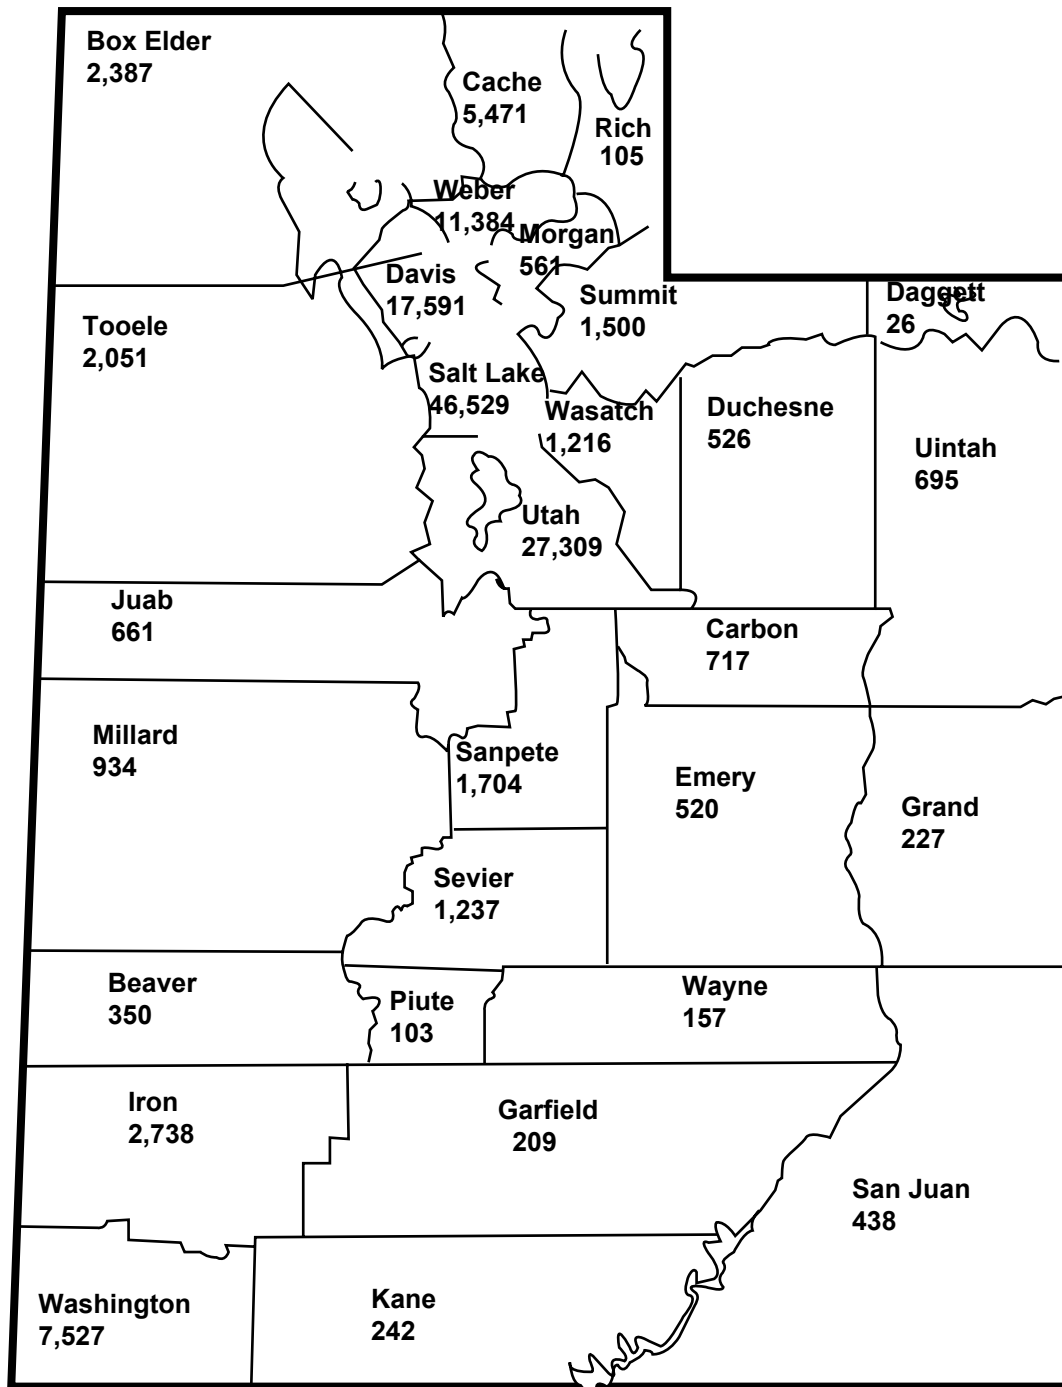 Box Elder
2,387
Cache
5,471
Rich
105
Weber
11,384
Morgan
561
Davis
17,591
Summit
1,500
Daggett
26
Tooele
2,051
Salt Lake
46,529
Wasatch
1,216
Duchesne
526
Uintah
695
Utah
27,309
Juab
661
Carbon
717
Millard
934
Sanpete
1,704
Emery
520
Grand
227
Sevier
1,237
Beaver
350
Piute
103
Wayne
157
Iron
2,738
Garfield
209
San Juan
438
Washington
7,527
Kane
242